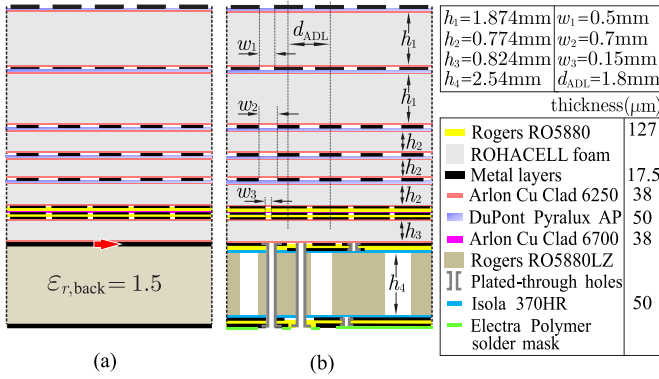 w₁
d_ADL
h₁
h₁
w₂
h₂
h₂
w₃
h₂
h₃
ε_r,back = 1.5
h₄
(a)
(b)
h₁=1.874mm w₁=0.5mm
h₂=0.774mm w₂=0.7mm
h₃=0.824mm w₃=0.15mm
h₄=2.54mm d_ADL=1.8mm
thickness(μm)
Rogers RO5880 127
ROHACELL foam
Metal layers 17.5
Arlon Cu Clad 6250 38
DuPont Pyralux AP 50
Arlon Cu Clad 6700 38
Rogers RO5880LZ
Plated-through holes
Isola 370HR 50
Electra Polymer
solder mask